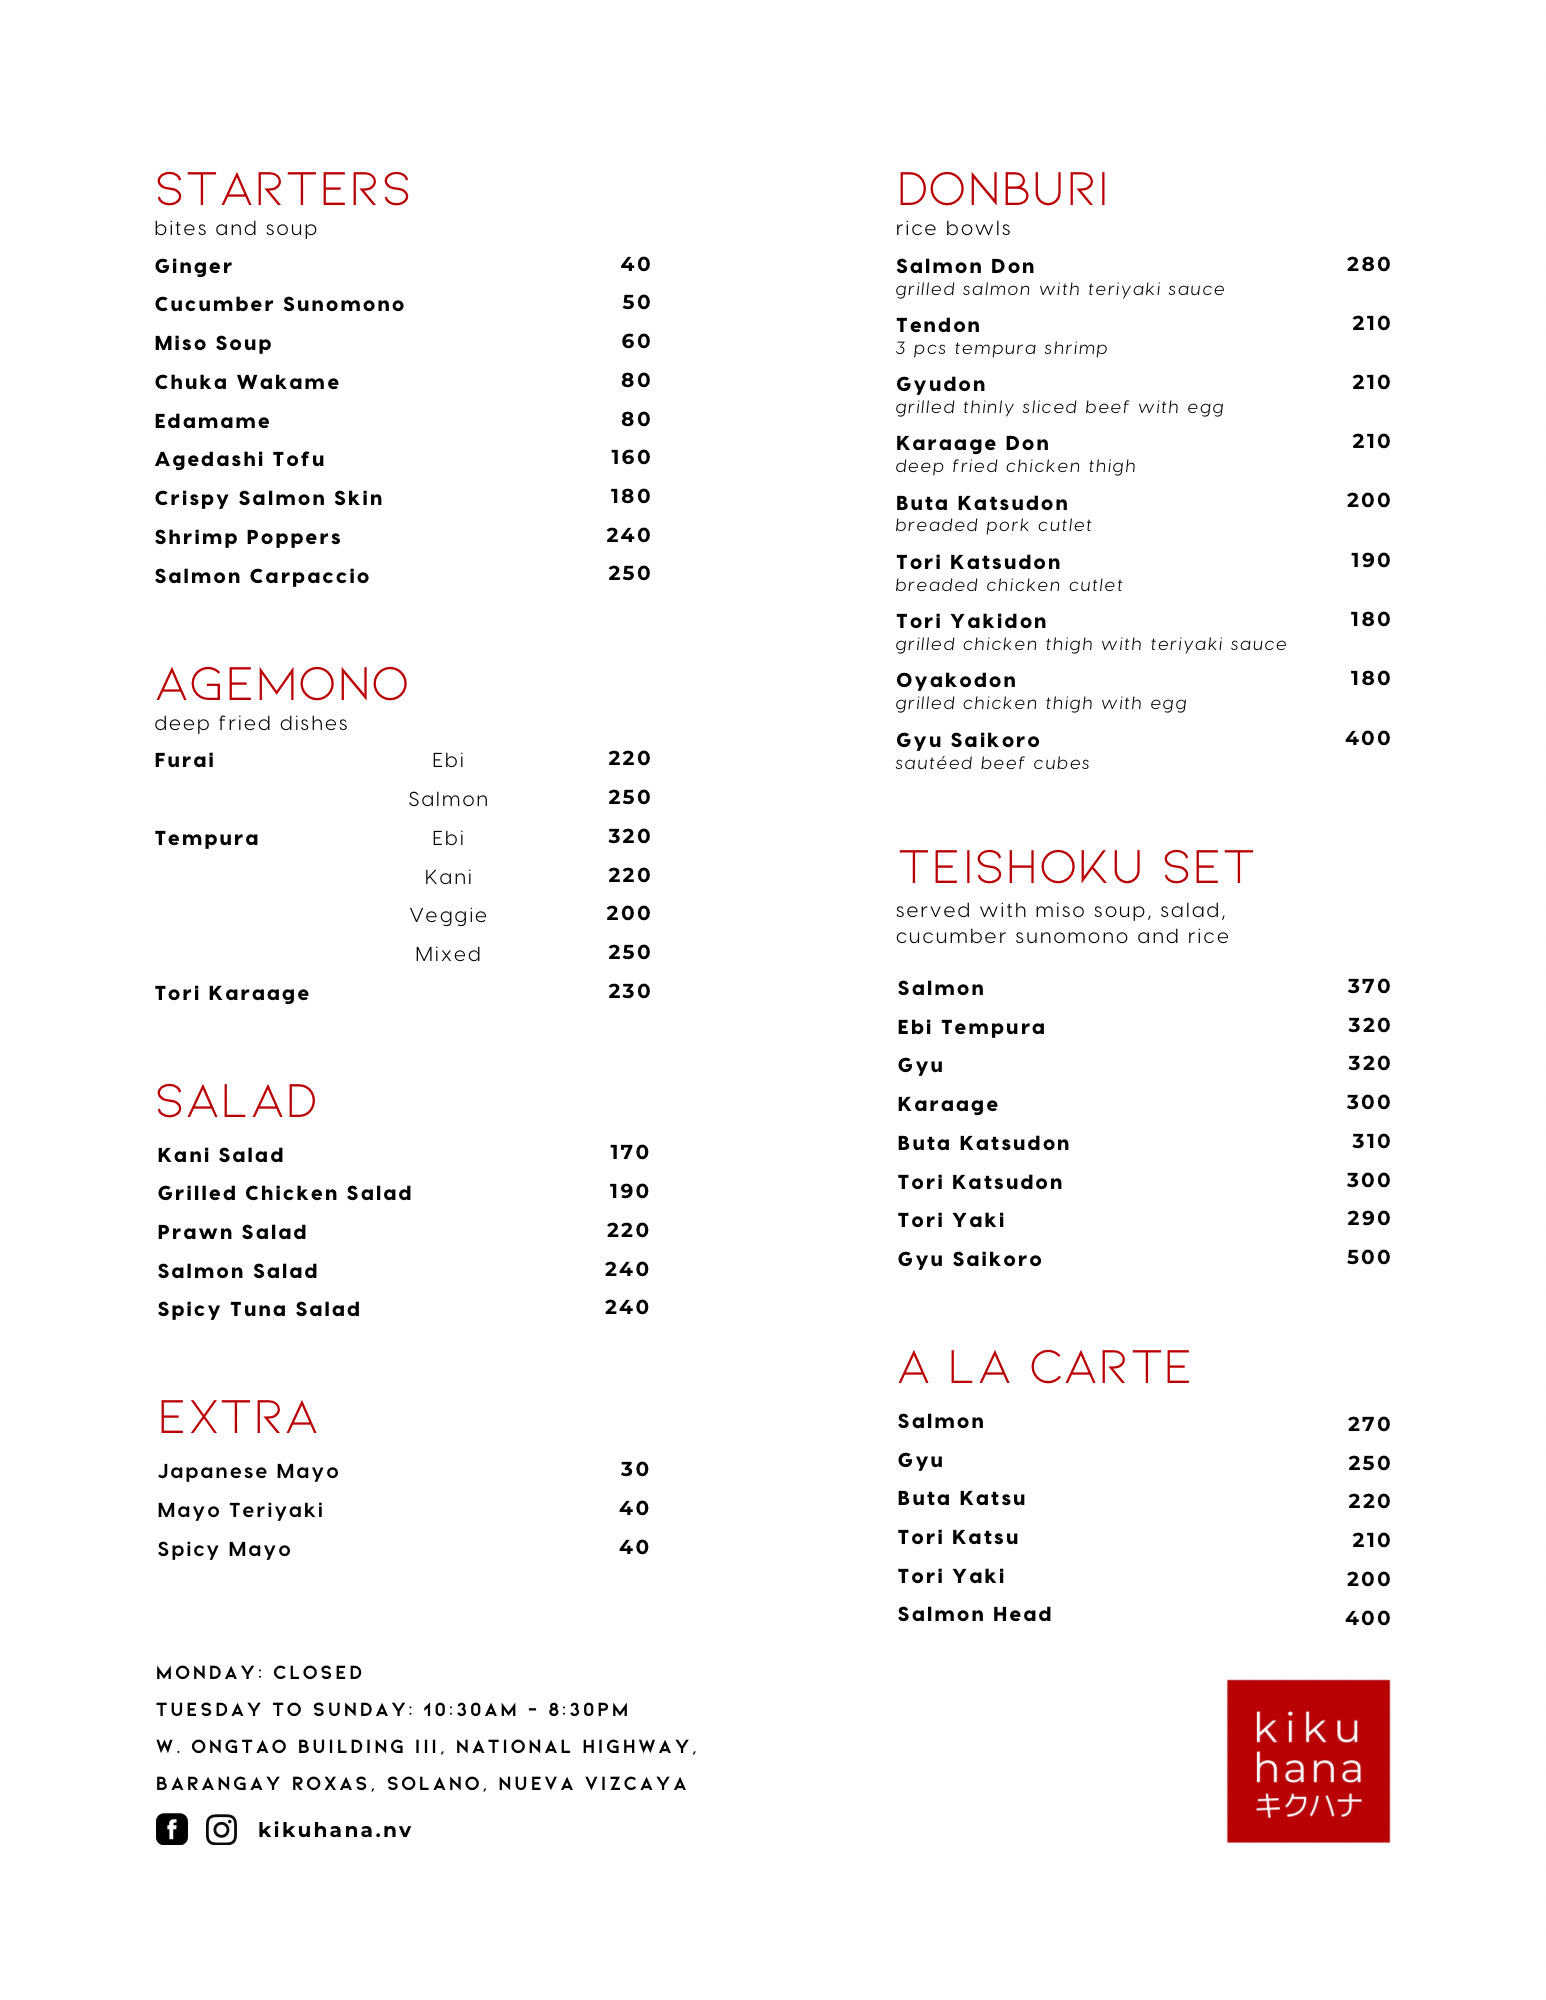 STARTERS
bites and soup
Ginger 40
Cucumber Sunomono 50
Miso Soup 60
Chuka Wakame 80
Edamame 80
Agedashi Tofu 160
Crispy Salmon Skin 180
Shrimp Poppers 240
Salmon Carpaccio 250
AGEMONO
deep fried dishes
Furai Ebi 220
Salmon 250
Tempura Ebi 320
Kani 220
Veggie 200
Mixed 250
Tori Karaage 230
SALAD
Kani Salad 170
Grilled Chicken Salad 190
Prawn Salad 220
Salmon Salad 240
Spicy Tuna Salad 240
EXTRA
Japanese Mayo 30
Mayo Teriyaki 40
Spicy Mayo 40
MONDAY: CLOSED
TUESDAY TO SUNDAY: 10:30AM - 8:30PM
W. ONGTAO BUILDING III, NATIONAL HIGHWAY,
BARANGAY ROXAS, SOLANO, NUEVA VIZCAYA
kikuhana.nv
DONBURI
rice bowls
Salmon Don 280
grilled salmon with teriyaki sauce
Tendon 210
3 pcs tempura shrimp
Gyudon 210
grilled thinly sliced beef with egg
Karaage Don 210
deep fried chicken thigh
Buta Katsudon 200
breaded pork cutlet
Tori Katsudon 190
breaded chicken cutlet
Tori Yakidon 180
grilled chicken thigh with teriyaki sauce
Oyakodon 180
grilled chicken thigh with egg
Gyu Saikoro 400
sautéed beef cubes
TEISHOKU SET
served with miso soup, salad,
cucumber sunomono and rice
Salmon 370
Ebi Tempura 320
Gyu 320
Karaage 300
Buta Katsudon 310
Tori Katsudon 300
Tori Yaki 290
Gyu Saikoro 500
A LA CARTE
Salmon 270
Gyu 250
Buta Katsu 220
Tori Katsu 210
Tori Yaki 200
Salmon Head 400
kiku
hana
キクハナ